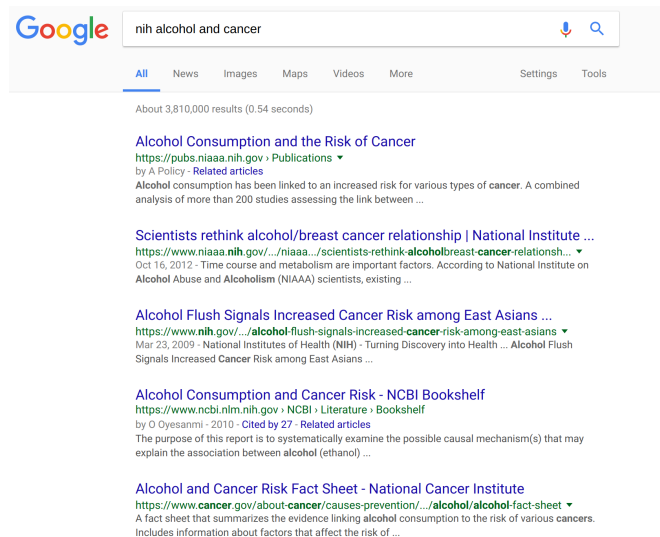 Google
nih alcohol and cancer
All News Images Maps Videos More Settings Tools
About 3,810,000 results (0.54 seconds)
Alcohol Consumption and the Risk of Cancer
https://pubs.niaaa.nih.gov › Publications ▼
by A Policy - Related articles
Alcohol consumption has been linked to an increased risk for various types of cancer. A combined
analysis of more than 200 studies assessing the link between ...
Scientists rethink alcohol/breast cancer relationship | National Institute ...
https://www.niaaa.nih.gov/.../niaaa.../scientists-rethink-alcoholbreast-cancer-relationsh... ▼
Oct 16, 2012 - Time course and metabolism are important factors. According to National Institute on
Alcohol Abuse and Alcoholism (NIAAA) scientists, existing ...
Alcohol Flush Signals Increased Cancer Risk among East Asians ...
https://www.nih.gov/.../alcohol-flush-signals-increased-cancer-risk-among-east-asians ▼
Mar 23, 2009 - National Institutes of Health (NIH) - Turning Discovery into Health ... Alcohol Flush
Signals Increased Cancer Risk among East Asians ...
Alcohol Consumption and Cancer Risk - NCBI Bookshelf
https://www.ncbi.nlm.nih.gov › NCBI › Literature › Bookshelf
by O Oyesanmi - 2010 - Cited by 27 - Related articles
The purpose of this report is to systematically examine the possible causal mechanism(s) that may
explain the association between alcohol (ethanol) ...
Alcohol and Cancer Risk Fact Sheet - National Cancer Institute
https://www.cancer.gov/about-cancer/causes-prevention/.../alcohol/alcohol-fact-sheet ▼
A fact sheet that summarizes the evidence linking alcohol consumption to the risk of various cancers.
Includes information about factors that affect the risk of ...